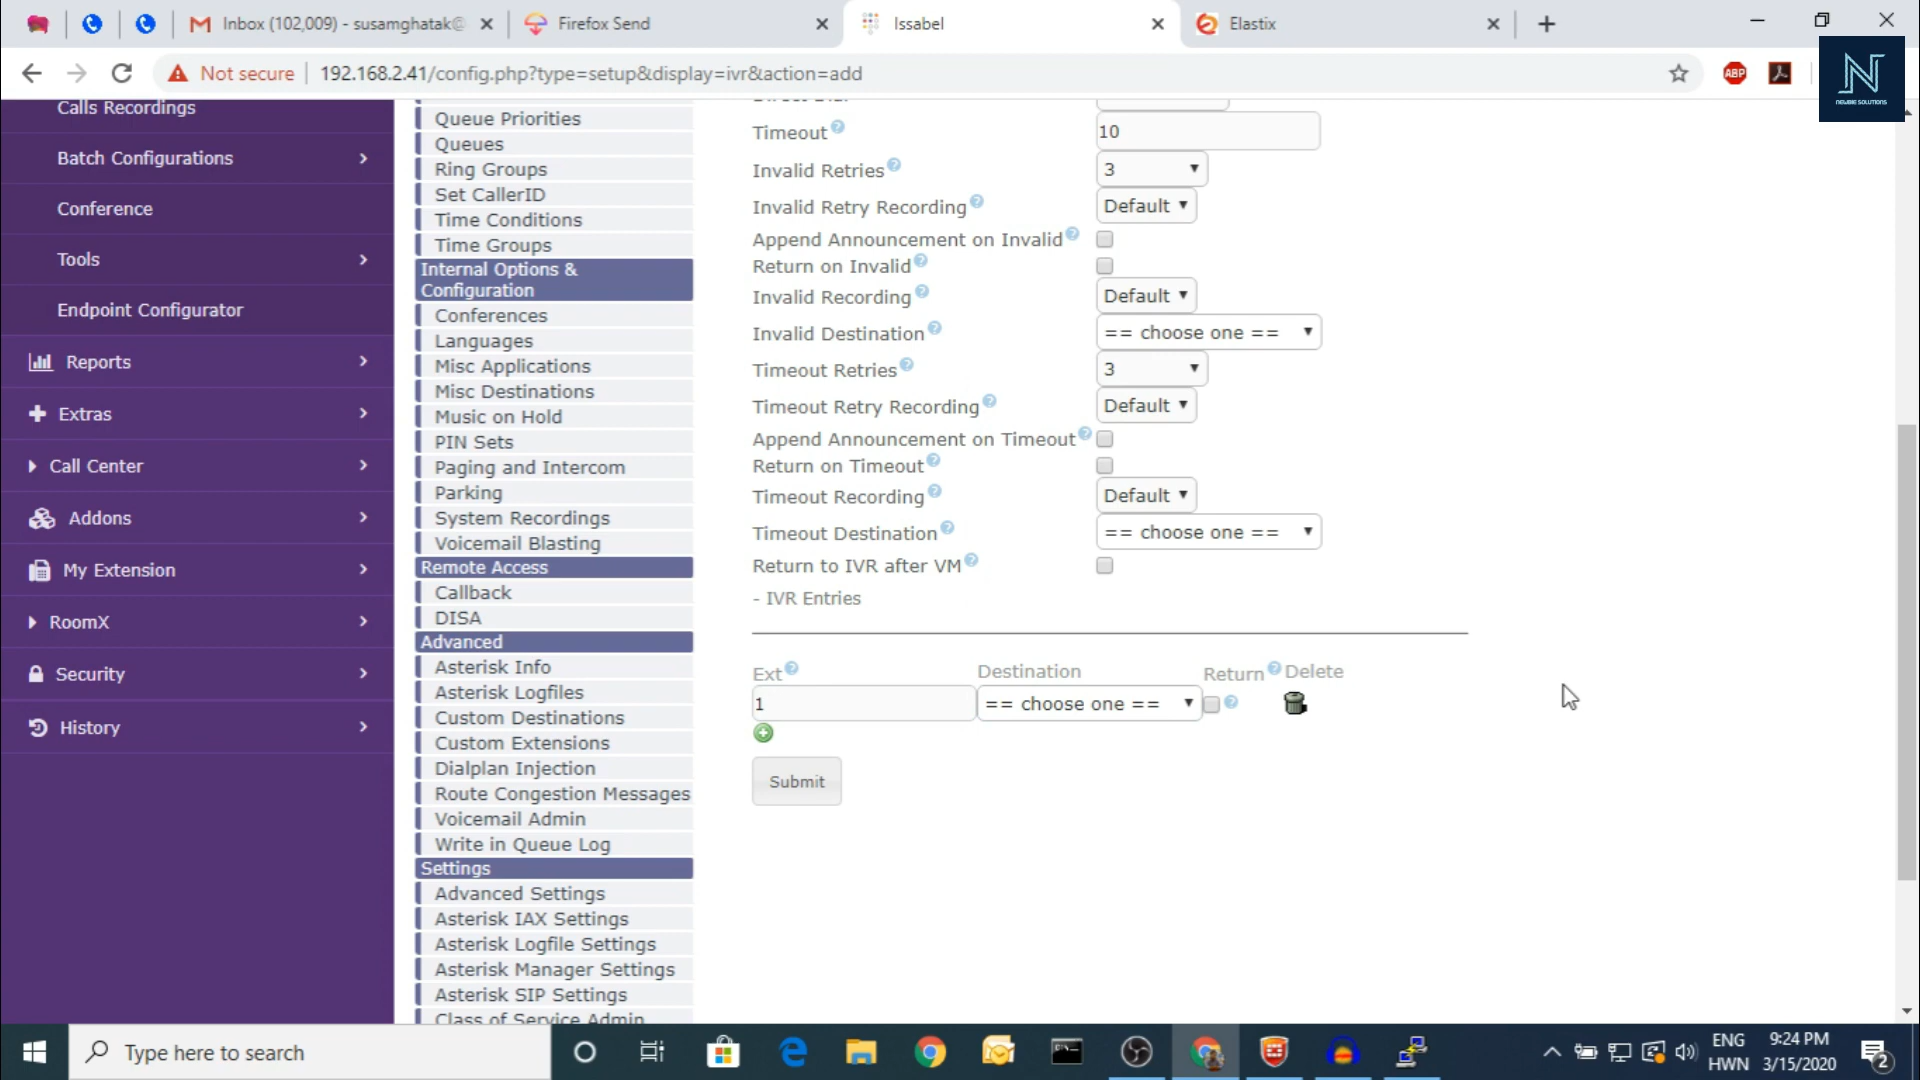 Inbox (102,009) - susamghatak@
Firefox Send
Issabel
Elastix
Not secure
192.168.2.41/config.php?type=setup&display=ivr&action=add
ABP
N
NEWBIE SOLUTIONS
Calls Recordings
Batch Configurations
Conference
Tools
Endpoint Configurator
Reports
Extras
Call Center
Addons
My Extension
RoomX
Security
History
Queue Priorities
Queues
Ring Groups
Set CallerID
Time Conditions
Time Groups
Internal Options &
Configuration
Conferences
Languages
Misc Applications
Misc Destinations
Music on Hold
PIN Sets
Paging and Intercom
Parking
System Recordings
Voicemail Blasting
Remote Access
Callback
DISA
Advanced
Asterisk Info
Asterisk Logfiles
Custom Destinations
Custom Extensions
Dialplan Injection
Route Congestion Messages
Voicemail Admin
Write in Queue Log
Settings
Advanced Settings
Asterisk IAX Settings
Asterisk Logfile Settings
Asterisk Manager Settings
Asterisk SIP Settings
Class of Service Admin
Timeout 10
Invalid Retries 3
Invalid Retry Recording Default
Append Announcement on Invalid
Return on Invalid
Invalid Recording Default
Invalid Destination == choose one ==
Timeout Retries 3
Timeout Retry Recording Default
Append Announcement on Timeout
Return on Timeout
Timeout Recording Default
Timeout Destination == choose one ==
Return to IVR after VM
- IVR Entries
Ext Destination Return Delete
1 == choose one ==
Submit
Type here to search
ENG
HWN
9:24 PM
3/15/2020
2